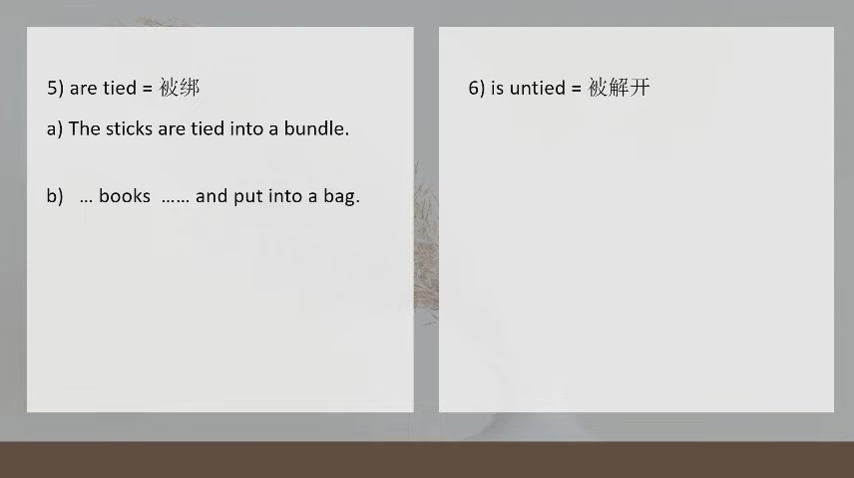 5) are tied = 被绑
a) The sticks are tied into a bundle.
b) ... books ...... and put into a bag.
6) is untied = 被解开